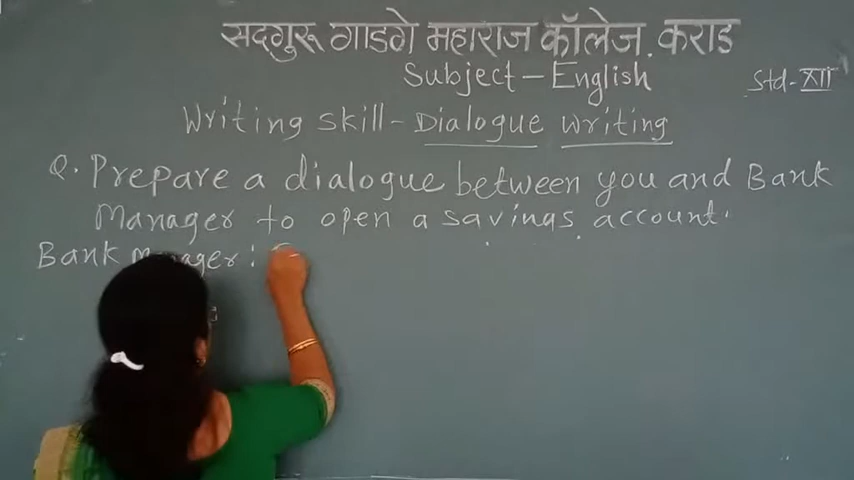 सदगुरू गाडगे महाराज कॉलेज. कराड
Subject - English
Std- XII
Writing skill - Dialogue writing
Q. Prepare a dialogue between you and Bank
Manager to open a savings account.
Bank Manager :